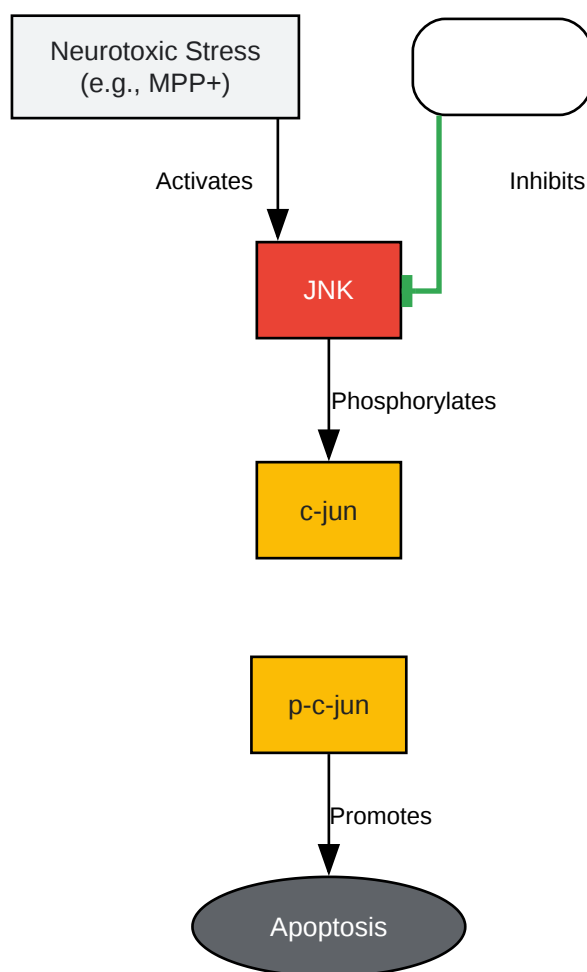 Neurotoxic Stress
(e.g., MPP+)
Activates
Inhibits
JNK
Phosphorylates
c-jun
p-c-jun
Promotes
Apoptosis